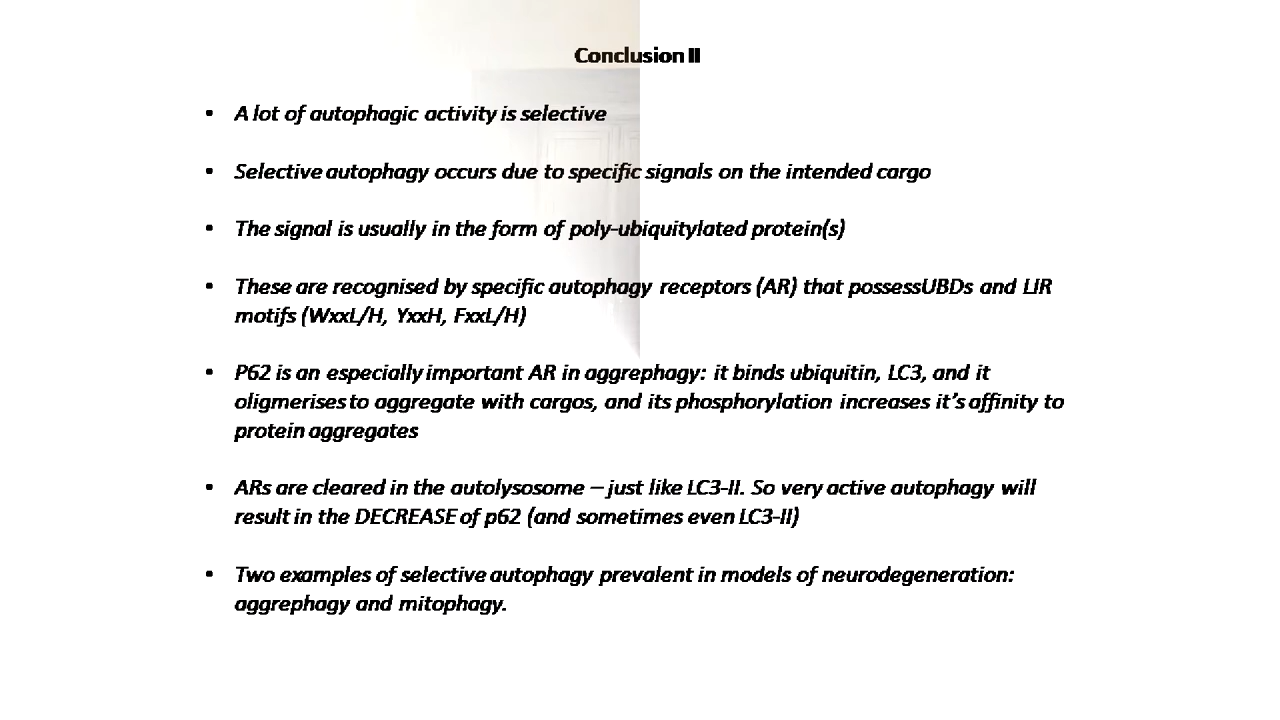 Conclusion II
• A lot of autophagic activity is selective
• Selective autophagy occurs due to specific signals on the intended cargo
• The signal is usually in the form of poly-ubiquitylated protein(s)
• These are recognised by specific autophagy receptors (AR) that possessUBDs and LIR
motifs (WxxL/H, YxxH, FxxL/H)
• P62 is an especially important AR in aggrephagy: it binds ubiquitin, LC3, and it
oligmerises to aggregate with cargos, and its phosphorylation increases it's affinity to
protein aggregates
• ARs are cleared in the autolysosome – just like LC3-II. So very active autophagy will
result in the DECREASE of p62 (and sometimes even LC3-II)
• Two examples of selective autophagy prevalent in models of neurodegeneration:
aggrephagy and mitophagy.